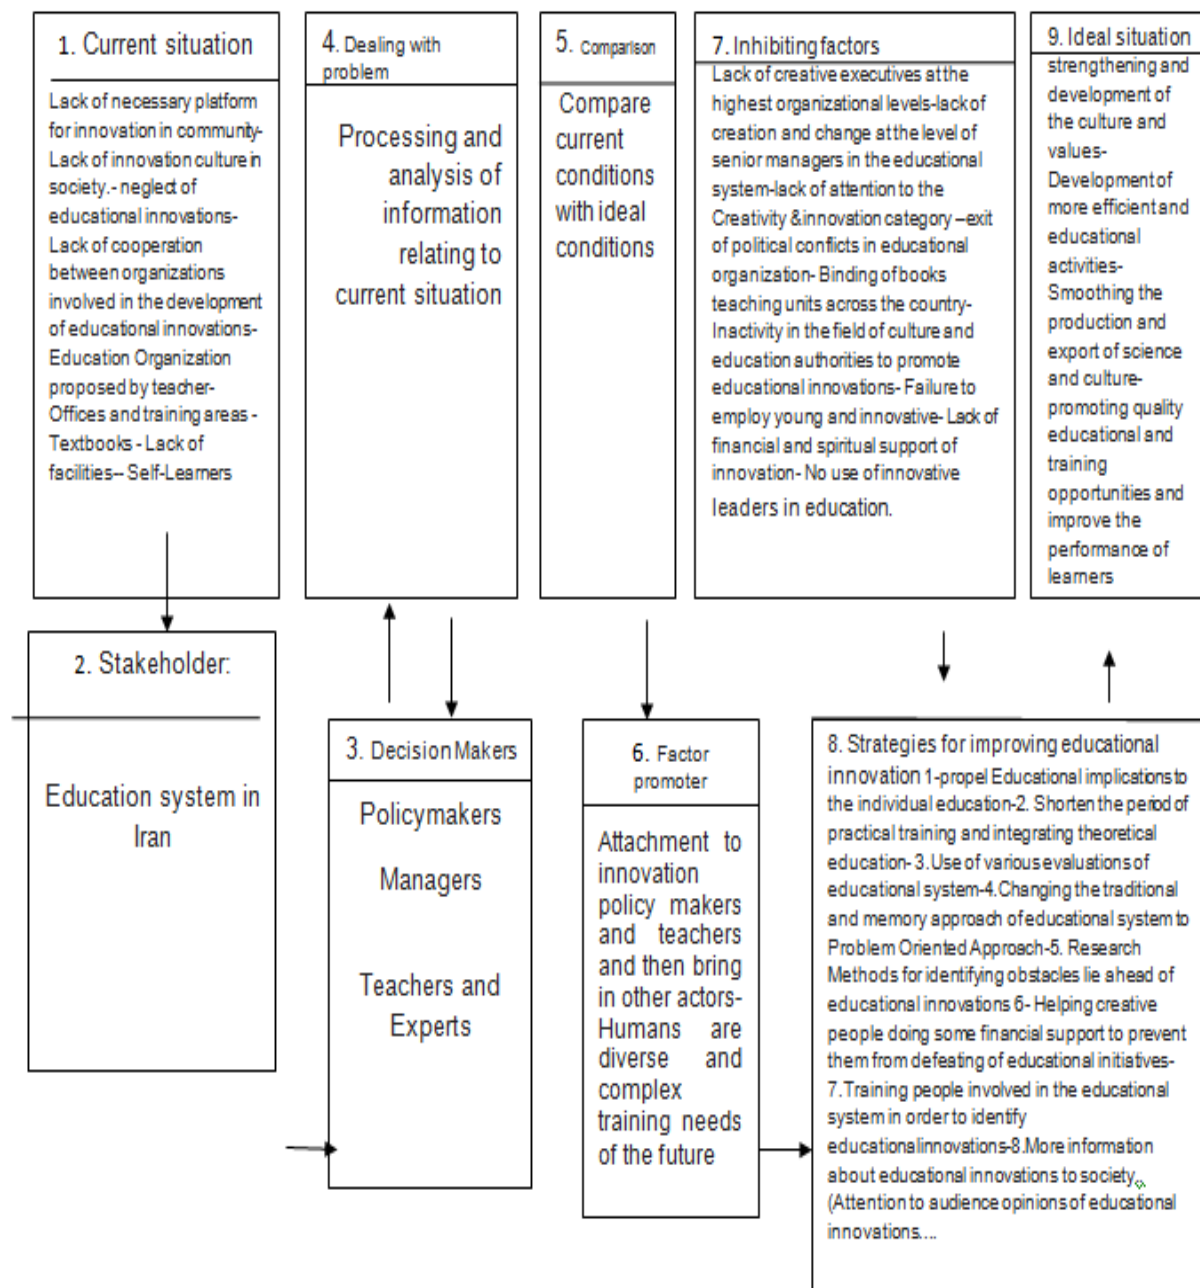 1. Current situation
Lack of necessary platform
for innovation in community-
Lack of innovation culture in
society.- neglect of
educational innovations-
Lack of cooperation
between organizations
involved in the development
of educational innovations-
Education Organization
proposed by teacher-
Offices and training areas -
Textbooks - Lack of
facilities-- Self-Learners
2. Stakeholder:
Education system in
Iran
3. Decision Makers
Policymakers
Managers
Teachers and
Experts
4. Dealing with
problem
Processing and
analysis of
information
relating to
current situation
5. Comparison
Compare
current
conditions
with ideal
conditions
6. Factor
promoter
Attachment to
innovation
policy makers
and teachers
and then bring
in other actors-
Humans are
diverse and
complex
training needs
of the future
7. Inhibiting factors
Lack of creative executives at the
highest organizational levels-lack of
creation and change at the level of
senior managers in the educational
system-lack of attention to the
Creativity &innovation category –exit
of political conflicts in educational
organization- Binding of books
teaching units across the country-
Inactivity in the field of culture and
education authorities to promote
educational innovations- Failure to
employ young and innovative- Lack of
financial and spiritual support of
innovation- No use of innovative
leaders in education.
8. Strategies for improving educational
innovation 1-propel Educational implications to
the individual education-2. Shorten the period of
practical training and integrating theoretical
education- 3.Use of various evaluations of
educational system-4.Changing the traditional
and memory approach of educational system to
Problem Oriented Approach-5. Research
Methods for identifying obstacles lie ahead of
educational innovations 6- Helping creative
people doing some financial support to prevent
them from defeating of educational initiatives-
7.Training people involved in the educational
system in order to identify
educationalinnovations-8.More information
about educational innovations to society.
(Attention to audience opinions of educational
innovations....
9. Ideal situation
strengthening and
development of
the culture and
values-
Development of
more efficient and
educational
activities-
Smoothing the
production and
export of science
and culture-
promoting quality
educational and
training
opportunities and
improve the
performance of
learners